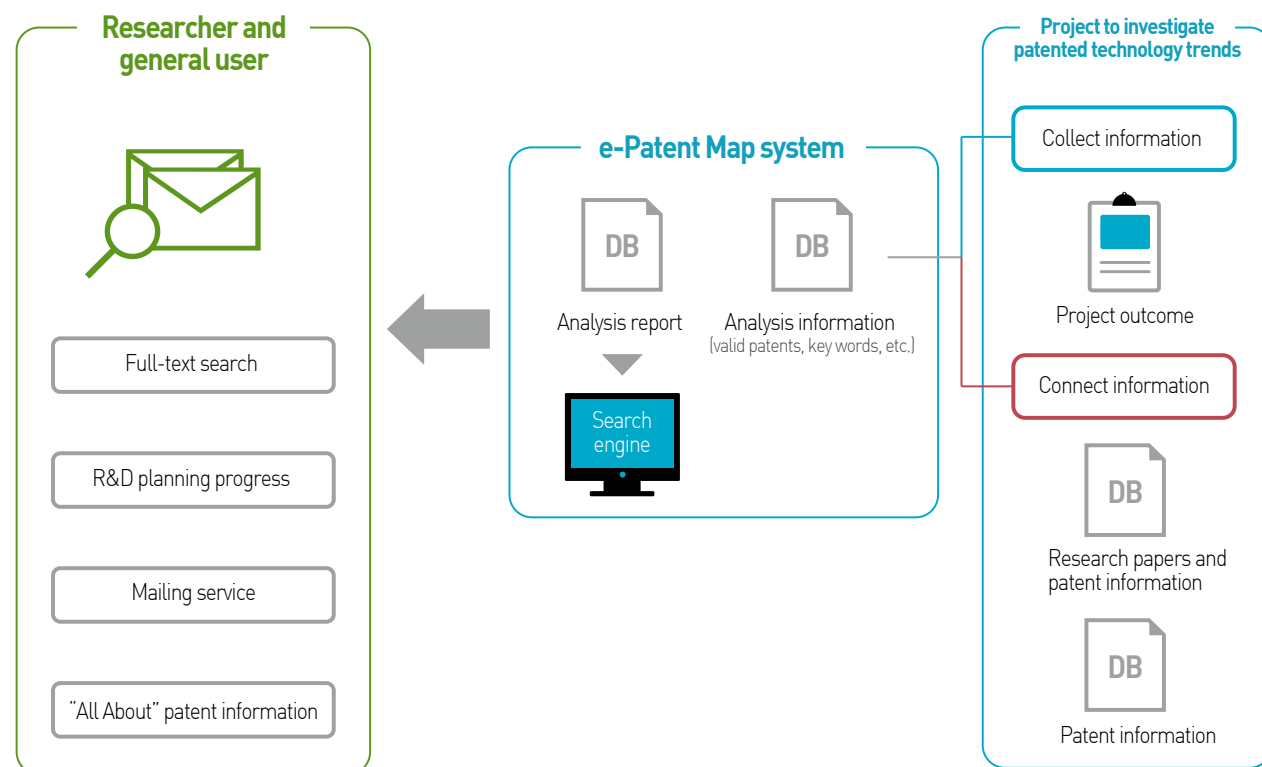 Researcher and
general user
Full-text search
R&D planning progress
Mailing service
“All About” patent information
e-Patent Map system
DB
Analysis report
DB
Analysis information
(valid patents, key words, etc.)
Search
engine
Project to investigate
patented technology trends
Collect information
Project outcome
Connect information
DB
Research papers and
patent information
DB
Patent information